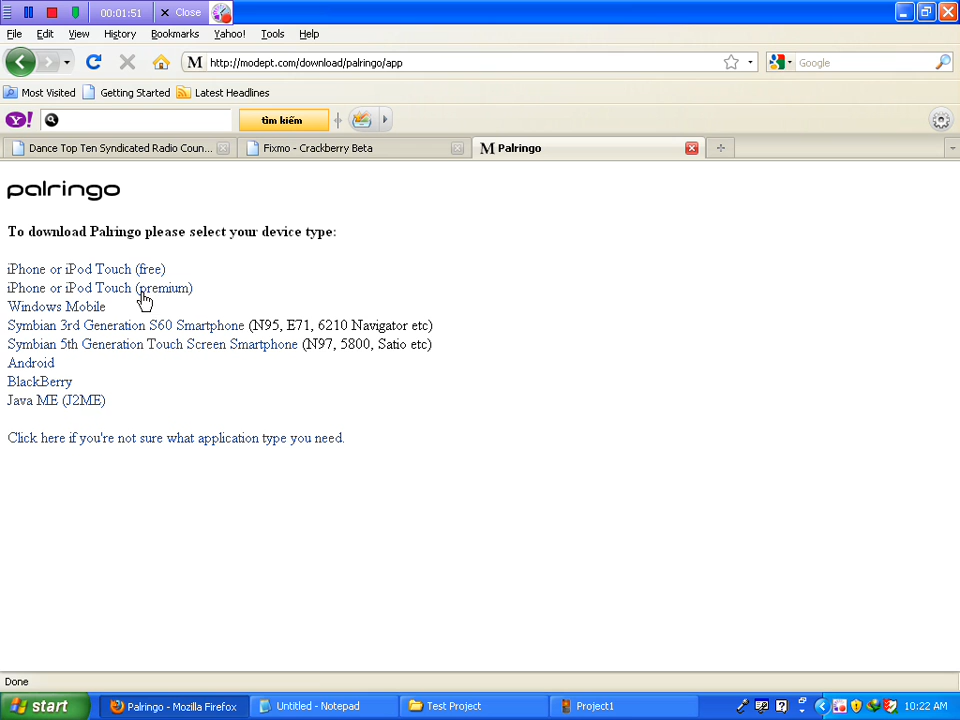 00:01:51 Close
File Edit View History Bookmarks Yahoo! Tools Help
M http://modept.com/download/palringo/app Google
Most Visited Getting Started Latest Headlines
Y! tìm kiếm
Dance Top Ten Syndicated Radio Coun... Fixmo - Crackberry Beta M Palringo
palringo
To download Palringo please select your device type:
iPhone or iPod Touch (free)
iPhone or iPod Touch (premium)
Windows Mobile
Symbian 3rd Generation S60 Smartphone (N95, E71, 6210 Navigator etc)
Symbian 5th Generation Touch Screen Smartphone (N97, 5800, Satio etc)
Android
BlackBerry
Java ME (J2ME)
Click here if you're not sure what application type you need.
Done
start Palringo - Mozilla Firefox Untitled - Notepad Test Project Project1 10:22 AM